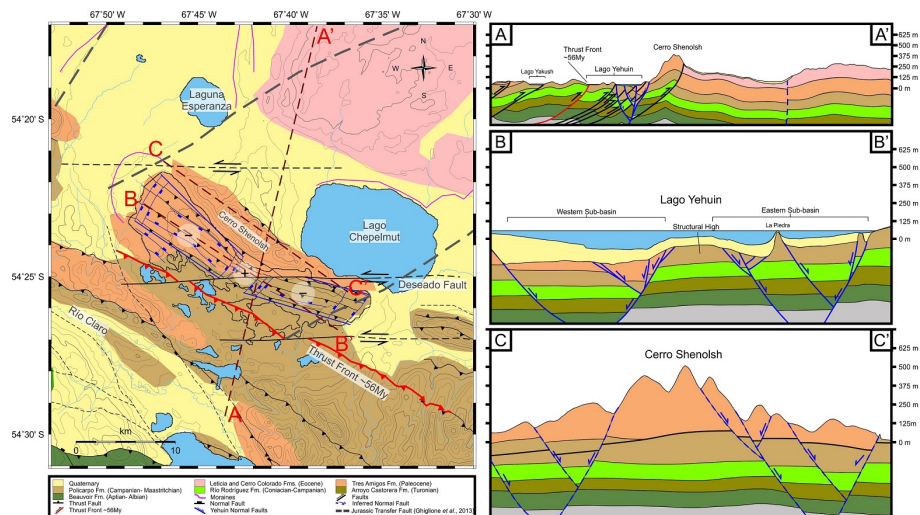 67°50' W
67°45' W
67°40' W
67°35' W
67°30' W
54°20' S
54°25' S
54°30' S
A'
N
W
E
S
Laguna
Esperanza
C
B
Cerro Shenolsh
Lago
Chepelmut
C'
Deseado Fault
Río Claro
B'
Thrust Front ~56My
A
km
0
10
Quaternary
Policarpo Fm. (Campanian- Maastritchian)
Beauvoir Fm. (Aptian- Albian)
Thrust Fault
Thrust Front ~56My
Leticia and Cerro Colorado Fms. (Eocene)
Río Rodríguez Fm. (Coniacian-Campanian)
Moraines
Normal Fault
Yehuin Normal Faults
Tres Amigos Fm. (Paleocene)
Arroyo Castorera Fm. (Turonian)
Faults
Inferred Normal Fault
Jurassic Transfer Fault (Ghiglione et al., 2013)
A
A'
Thrust Front
~56My
Cerro Shenolsh
Lago Yehuin
Lago Yakush
625 m
500 m
375 m
250 m
125 m
0 m
B
B'
Lago Yehuin
Western Sub-basin
Eastern Sub-basin
Structural High
La Piedra
625 m
500 m
375 m
250 m
125 m
0 m
C
C'
Cerro Shenolsh
625 m
500 m
375 m
250 m
125m
0 m